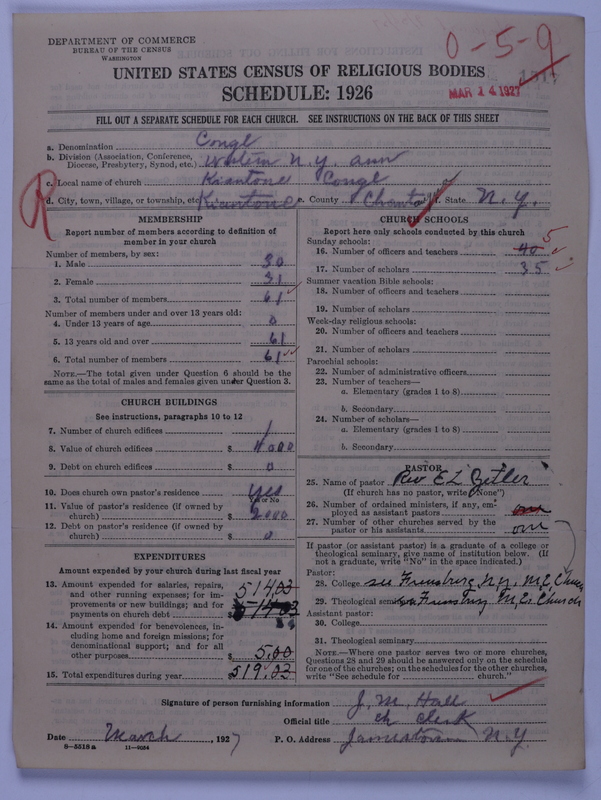 DEPARTMENT OF COMMERCE
BUREAU OF THE CENSUS
WASHINGTON
0-5-9
MAR 14 1927
UNITED STATES CENSUS OF RELIGIOUS BODIES
SCHEDULE: 1926
FILL OUT A SEPARATE SCHEDULE FOR EACH CHURCH. SEE INSTRUCTIONS ON THE BACK OF THIS SHEET
a. Denomination Congl
b. Division (Association, Conference, Diocese, Presbytery, Synod, etc.) Western N.Y. assn
c. Local name of church Kiantone Congl
R
d. City, town, village, or township, etc. Kiantone e. County Chauta f. State N.Y.
MEMBERSHIP
Report number of members according to definition of
member in your church
Number of members, by sex:
1. Male 30
2. Female 31
3. Total number of members 61
Number of members under and over 13 years old:
4. Under 13 years of age 0
5. 13 years old and over 61
6. Total number of members 61
NOTE.—The total given under Question 6 should be the
same as the total of males and females given under Question 3.
CHURCH BUILDINGS
See instructions, paragraphs 10 to 12
7. Number of church edifices 1
8. Value of church edifices $ 4000
9. Debt on church edifices $ 0
10. Does church own pastor's residence yes
Yes or No
11. Value of pastor's residence (if owned by
church) $ 2000
12. Debt on pastor's residence (if owned by
church) $ 0
EXPENDITURES
Amount expended by church during last fiscal year
13. Amount expended for salaries, repairs,
and other running expenses; for im-
provements or new buildings; and for
payments on church debt $ 514.03
514.03
14. Amount expended for benevolences, in-
cluding home and foreign missions; for
denominational support; and for all
other purposes $ 5.00
15. Total expenditures during year $ 519.03
CHURCH SCHOOLS
Report here only schools conducted by this church
Sunday schools:
16. Number of officers and teachers 40 5
17. Number of scholars 35
Summer vacation Bible schools:
18. Number of officers and teachers
19. Number of scholars
Week-day religious schools:
20. Number of officers and teachers
21. Number of scholars
Parochial schools:
22. Number of administrative officers
23. Number of teachers—
a. Elementary (grades 1 to 8)
b. Secondary
24. Number of scholars—
a. Elementary (grades 1 to 8)
b. Secondary
PASTOR
25. Name of pastor Rev E L
(If church has no pastor, write "None")
26. Number of ordained ministers, if any, em-
ployed as assistant pastors one
27. Number of other churches served by the
pastor or his assistants one
If pastor (or assistant pastor) is a graduate of a college or
theological seminary, give name of institution below. (If
not a graduate, write "No" in the space indicated.)
Pastor:
28. College see Frewsburg N.Y. M.E. Church
29. Theological seminary see Frewsburg M.E. Church
Assistant pastor:
30. College
31. Theological seminary
NOTE.—Where one pastor serves two or more churches,
Questions 28 and 29 should be answered only on the schedule
for one of the churches; on the schedules for the other churches,
write "See schedule for church."
Signature of person furnishing information J. M. Hall
Official title ch clerk
Date March, 1927 P. O. Address Jamestown N.Y.
8-5518a 11-9054